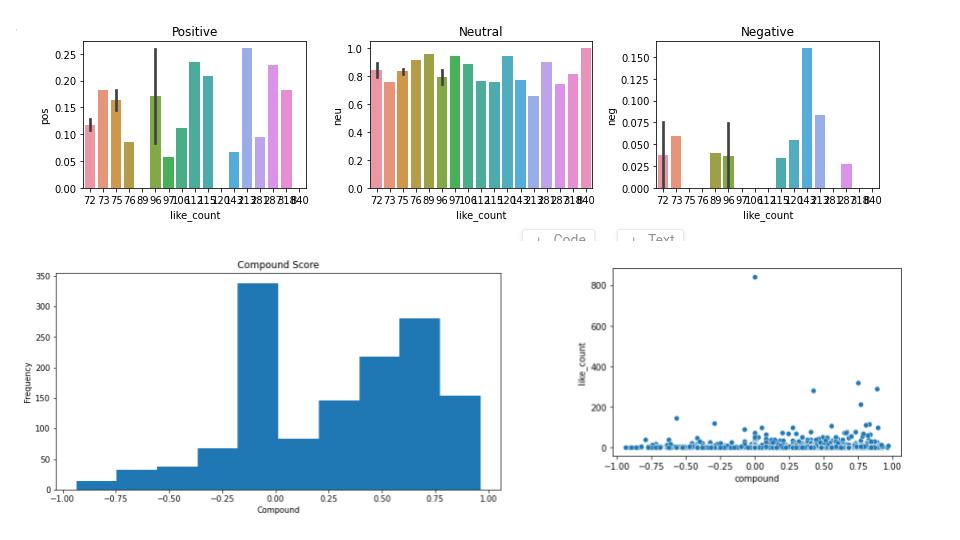 Positive Neutral Negative
0.25 0.20 0.15 0.10 0.05 0.00
pos
72 73 75 76 89 96 97 106 112 115 120 143 213 281 287 318 840
like_count
1.0 0.8 0.6 0.4 0.2 0.0
neu
72 73 75 76 89 96 97 106 112 115 120 143 213 281 287 318 840
like_count
0.150 0.125 0.100 0.075 0.050 0.025 0.000
neg
72 73 75 76 89 96 97 106 112 115 120 143 213 281 287 318 840
like_count
+ Code + Text
Compound Score
350 300 250 200 150 100 50 0
Frequency
−1.00 −0.75 −0.50 −0.25 0.00 0.25 0.50 0.75 1.00
Compound
800 600 400 200 0
like_count
−1.00 −0.75 −0.50 −0.25 0.00 0.25 0.50 0.75 1.00
compound